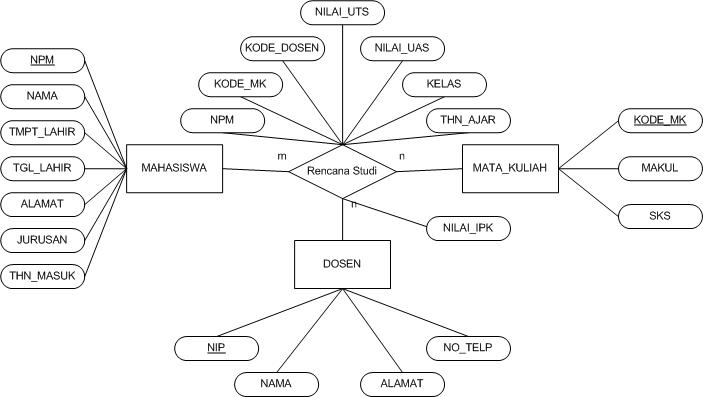 NILAI_UTS
KODE_DOSEN
NILAI_UAS
NPM
KODE_MK
KELAS
NAMA
NPM
THN_AJAR
KODE_MK
TMPT_LAHIR
m
n
TGL_LAHIR
MAHASISWA
Rencana Studi
MATA_KULIAH
MAKUL
ALAMAT
n
SKS
JURUSAN
NILAI_IPK
THN_MASUK
DOSEN
NIP
NO_TELP
NAMA
ALAMAT